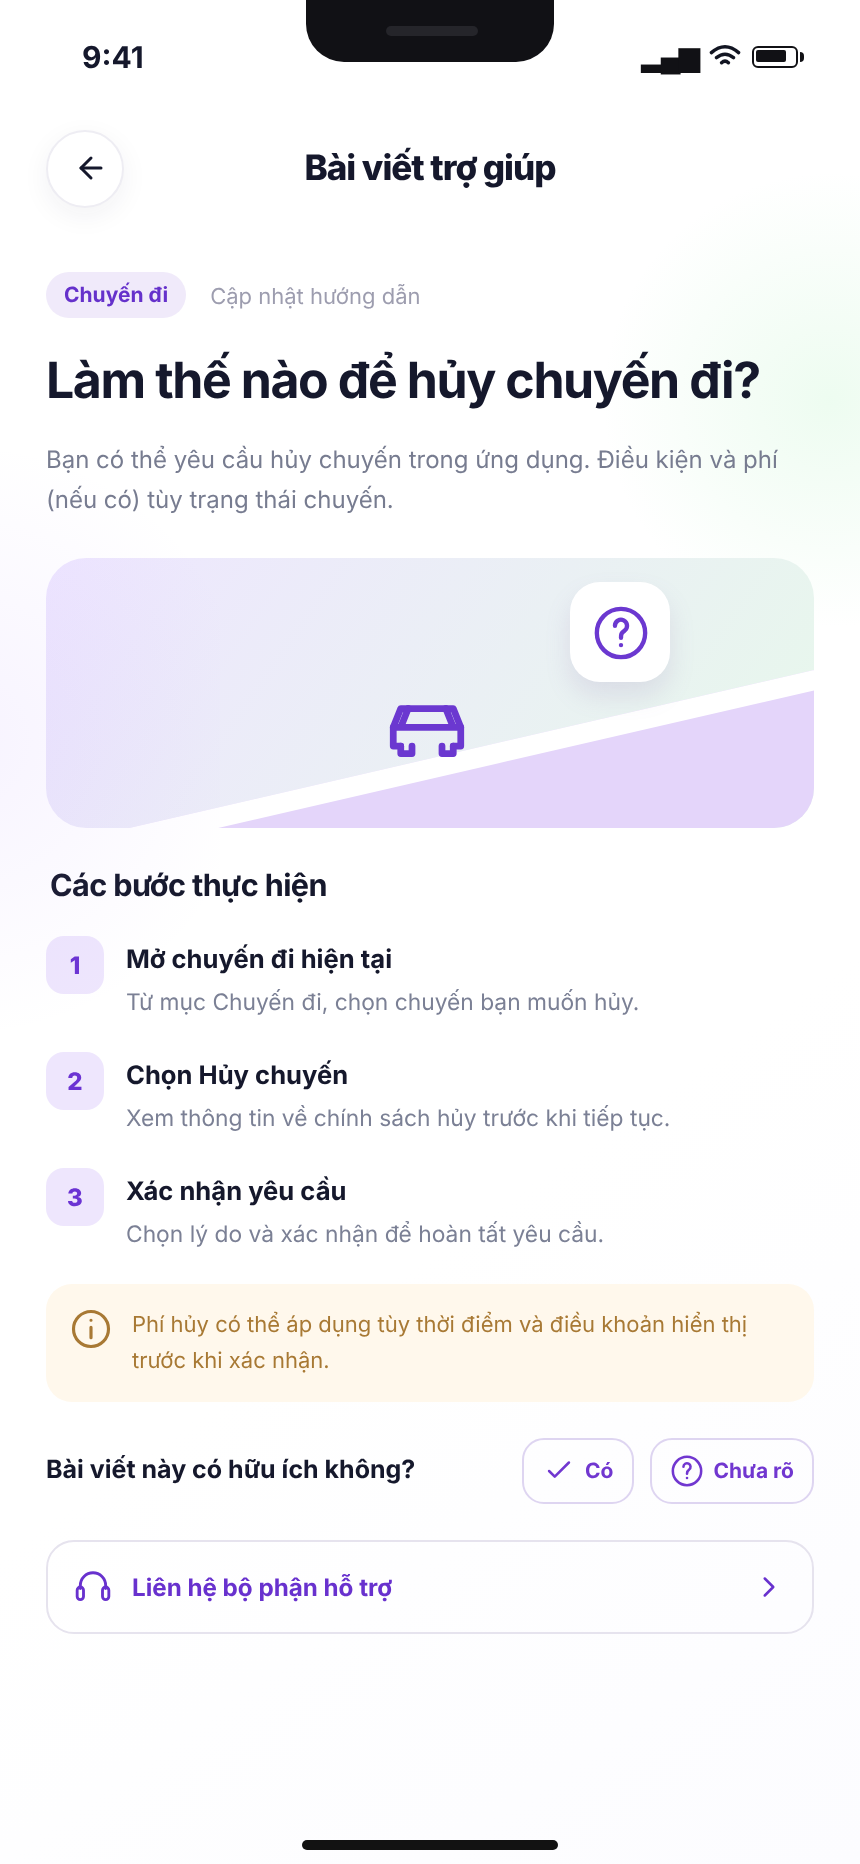 9:41
Bài viết trợ giúp
Chuyến đi
Cập nhật hướng dẫn
Làm thế nào để hủy chuyến đi?
Bạn có thể yêu cầu hủy chuyến trong ứng dụng. Điều kiện và phí
(nếu có) tùy trạng thái chuyến.
Các bước thực hiện
1
Mở chuyến đi hiện tại
Từ mục Chuyến đi, chọn chuyến bạn muốn hủy.
2
Chọn Hủy chuyến
Xem thông tin về chính sách hủy trước khi tiếp tục.
3
Xác nhận yêu cầu
Chọn lý do và xác nhận để hoàn tất yêu cầu.
Phí hủy có thể áp dụng tùy thời điểm và điều khoản hiển thị
trước khi xác nhận.
Bài viết này có hữu ích không?
Có
Chưa rõ
Liên hệ bộ phận hỗ trợ